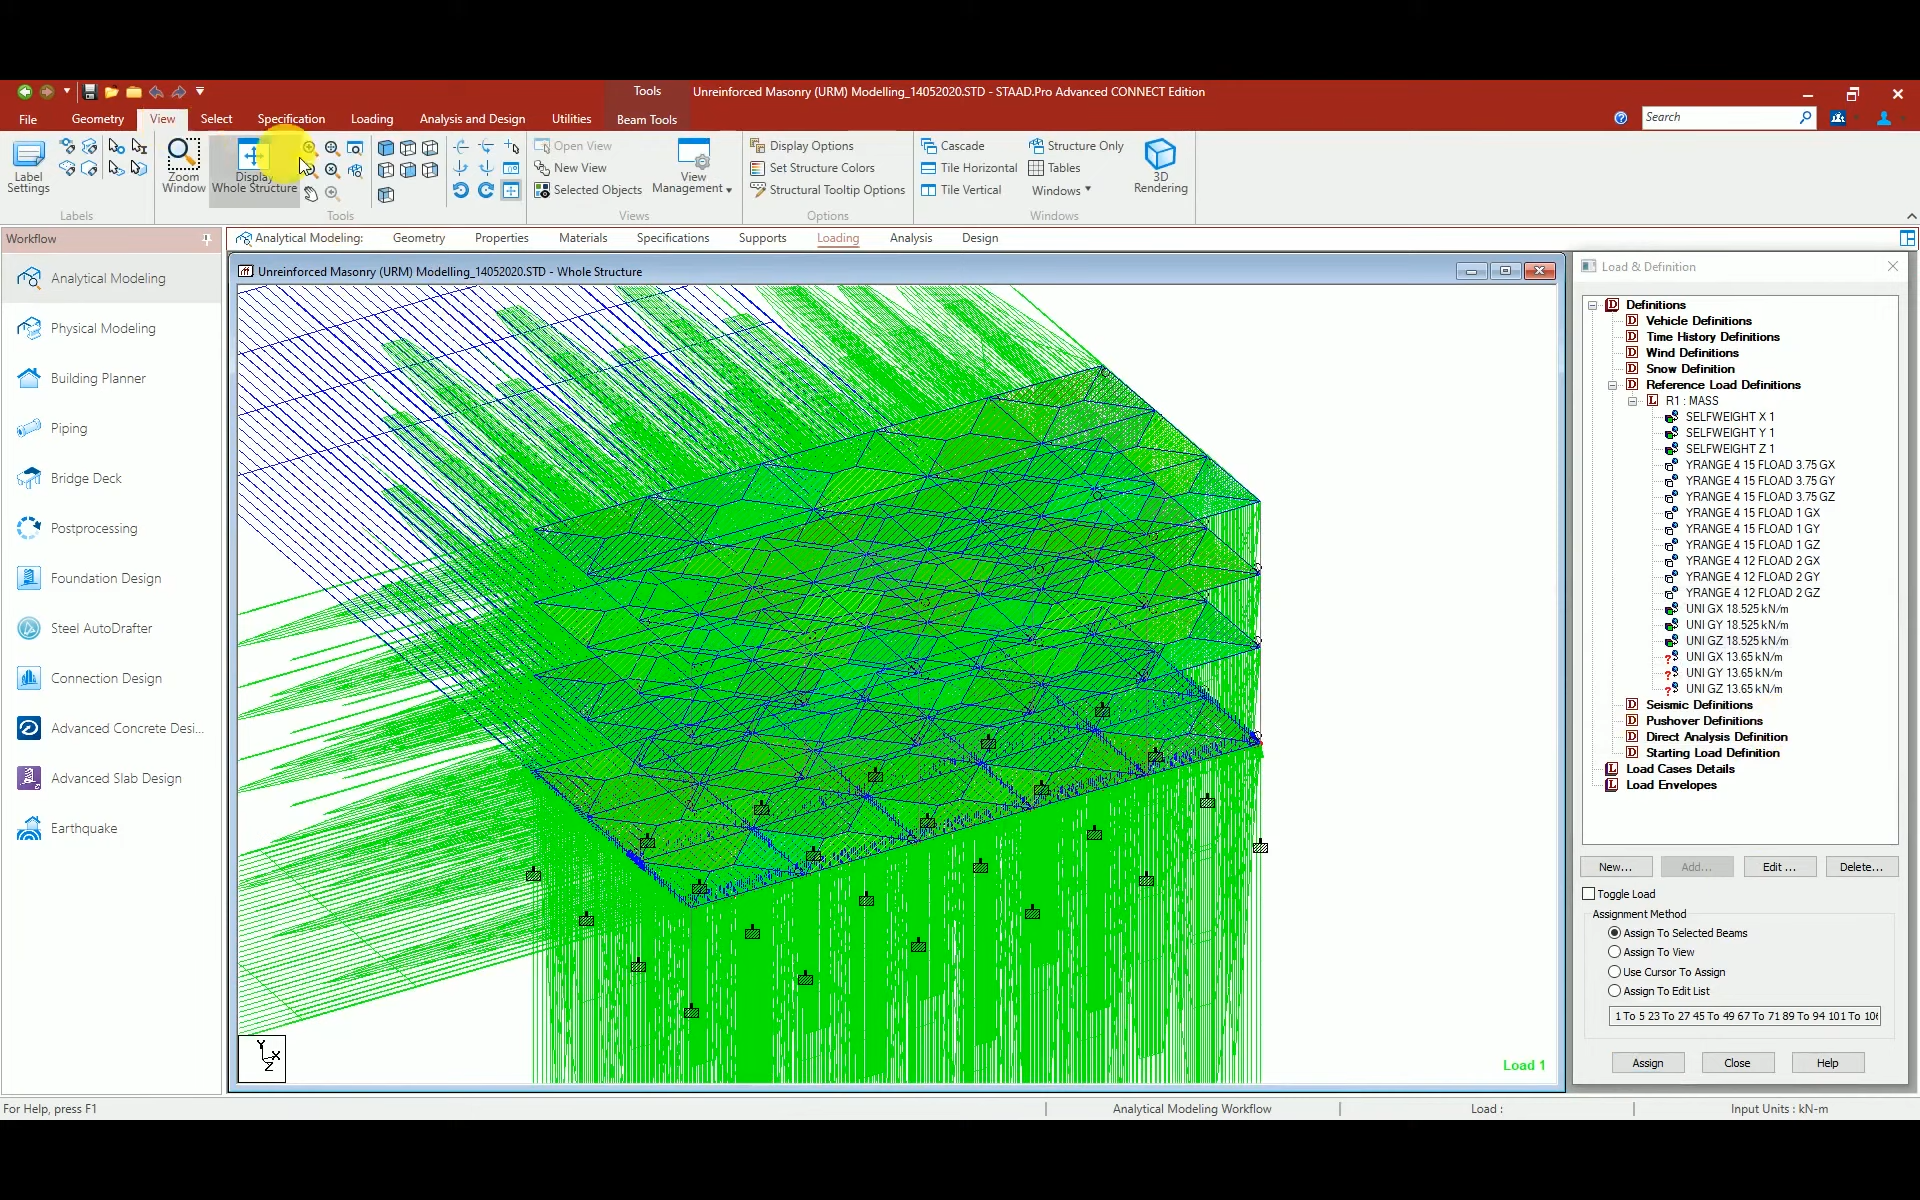 Tools
Unreinforced Masonry (URM) Modelling_14052020.STD - STAAD.Pro Advanced CONNECT Edition
File
Geometry
View
Select
Specification
Loading
Analysis and Design
Utilities
Beam Tools
Search
Label Settings
Zoom Window
Display Whole Structure
Open View
New View
Selected Objects
View Management
Display Options
Set Structure Colors
Structural Tooltip Options
Cascade
Tile Horizontal
Tile Vertical
Structure Only
Tables
Windows
3D Rendering
Labels
Tools
Views
Options
Windows
Workflow
Analytical Modeling:
Geometry
Properties
Materials
Specifications
Supports
Loading
Analysis
Design
Analytical Modeling
Physical Modeling
Building Planner
Piping
Bridge Deck
Postprocessing
Foundation Design
Steel AutoDrafter
Connection Design
Advanced Concrete Desi...
Advanced Slab Design
Earthquake
Unreinforced Masonry (URM) Modelling_14052020.STD - Whole Structure
Y
X
Z
Load 1
Load & Definition
Definitions
Vehicle Definitions
Time History Definitions
Wind Definitions
Snow Definition
Reference Load Definitions
R1 : MASS
SELFWEIGHT X 1
SELFWEIGHT Y 1
SELFWEIGHT Z 1
YRANGE 4 15 FLOAD 3.75 GX
YRANGE 4 15 FLOAD 3.75 GY
YRANGE 4 15 FLOAD 3.75 GZ
YRANGE 4 15 FLOAD 1 GX
YRANGE 4 15 FLOAD 1 GY
YRANGE 4 15 FLOAD 1 GZ
YRANGE 4 12 FLOAD 2 GX
YRANGE 4 12 FLOAD 2 GY
YRANGE 4 12 FLOAD 2 GZ
UNI GX 18.525 kN/m
UNI GY 18.525 kN/m
UNI GZ 18.525 kN/m
UNI GX 13.65 kN/m
UNI GY 13.65 kN/m
UNI GZ 13.65 kN/m
Seismic Definitions
Pushover Definitions
Direct Analysis Definition
Starting Load Definition
Load Cases Details
Load Envelopes
New...
Add...
Edit ...
Delete...
Toggle Load
Assignment Method
Assign To Selected Beams
Assign To View
Use Cursor To Assign
Assign To Edit List
1 To 5 23 To 27 45 To 49 67 To 71 89 To 94 101 To 106
Assign
Close
Help
For Help, press F1
Analytical Modeling Workflow
Load :
Input Units : kN-m